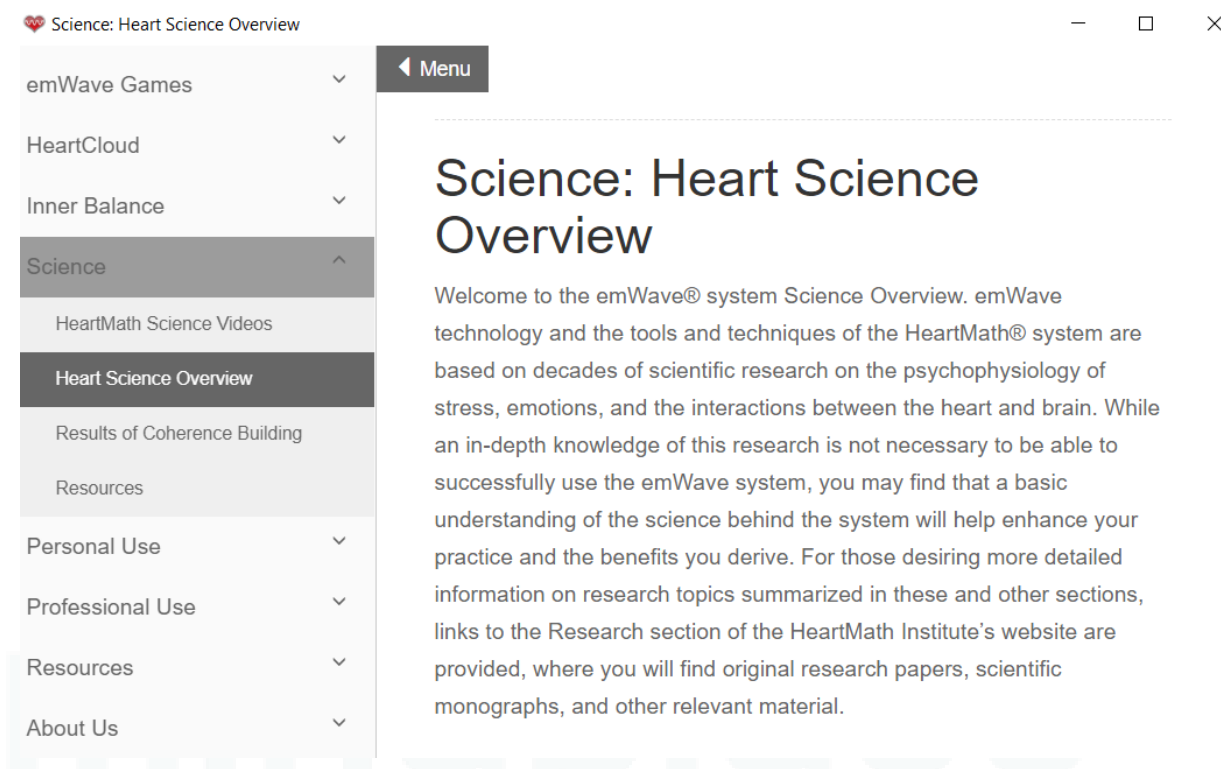 Science: Heart Science Overview
emWave Games
HeartCloud
Inner Balance
Science
HeartMath Science Videos
Heart Science Overview
Results of Coherence Building
Resources
Personal Use
Professional Use
Resources
About Us
Menu
Science: Heart Science
Overview
Welcome to the emWave® system Science Overview. emWave
technology and the tools and techniques of the HeartMath® system are
based on decades of scientific research on the psychophysiology of
stress, emotions, and the interactions between the heart and brain. While
an in-depth knowledge of this research is not necessary to be able to
successfully use the emWave system, you may find that a basic
understanding of the science behind the system will help enhance your
practice and the benefits you derive. For those desiring more detailed
information on research topics summarized in these and other sections,
links to the Research section of the HeartMath Institute’s website are
provided, where you will find original research papers, scientific
monographs, and other relevant material.